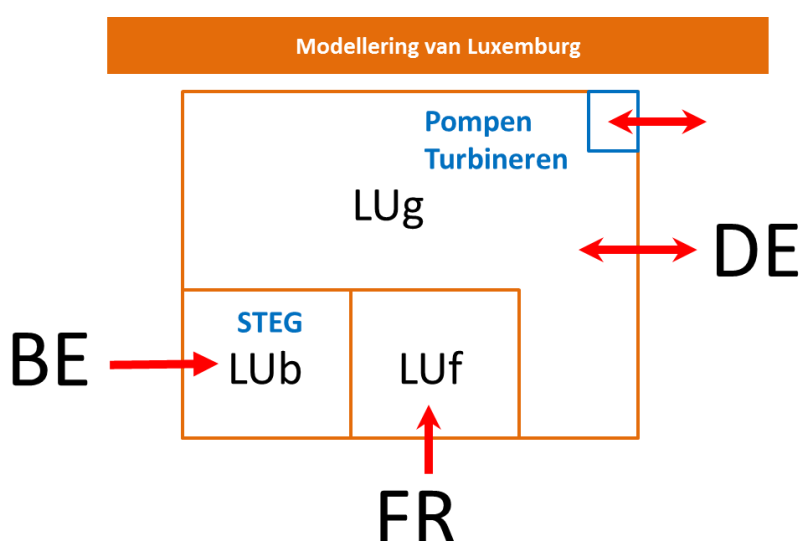 Modellering van Luxemburg
Pompen
Turbineren
LUg
DE
STEG
BE
LUb
LUf
FR